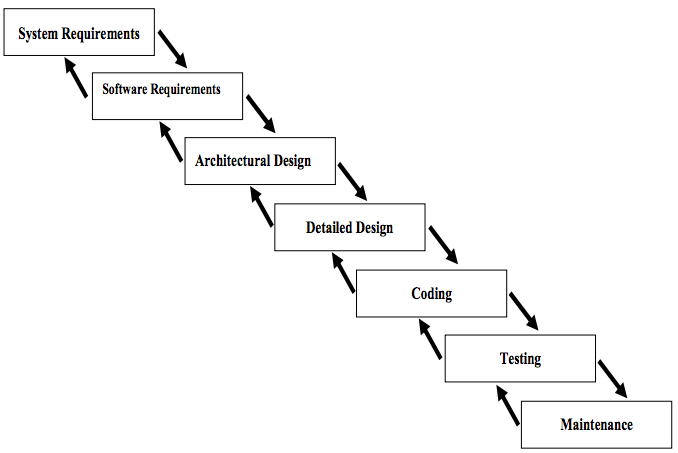 System Requirements
Software Requirements
Architectural Design
Detailed Design
Coding
Testing
Maintenance